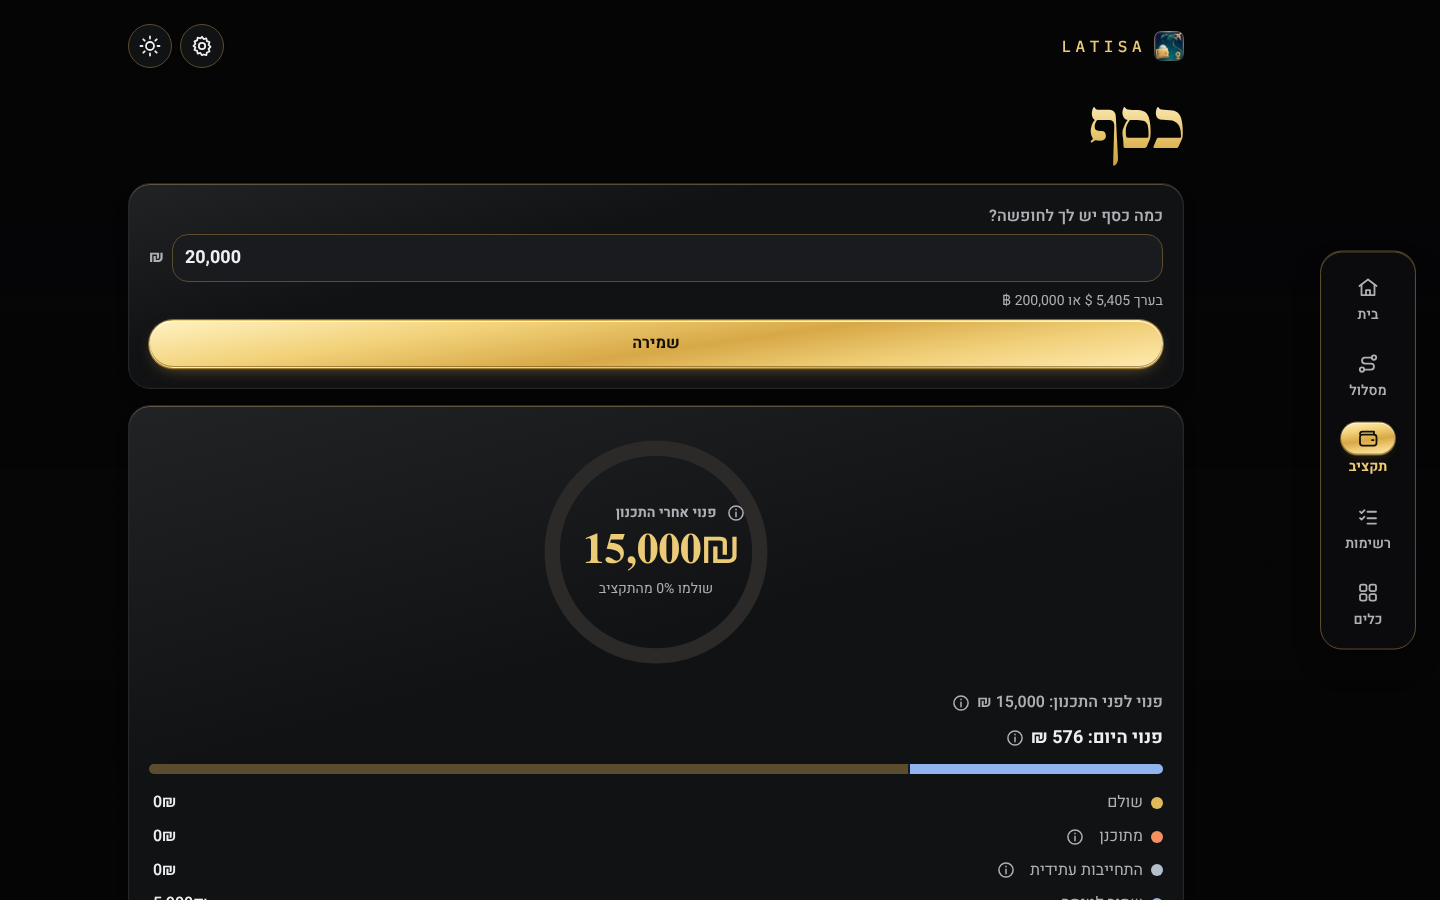 LATISA
כסף
כמה כסף יש לך לחופשה?
20,000 ₪
בערך 5,405 $ או 200,000 ฿
שמירה
פנוי אחרי התכנון
15,000₪
שולמו 0% מהתקציב
פנוי לפני התכנון: 15,000 ₪
פנוי היום: 576 ₪
שולם 0₪
מתוכנן 0₪
התחייבות עתידית 0₪
בית
מסלול
תקציב
רשימות
כלים